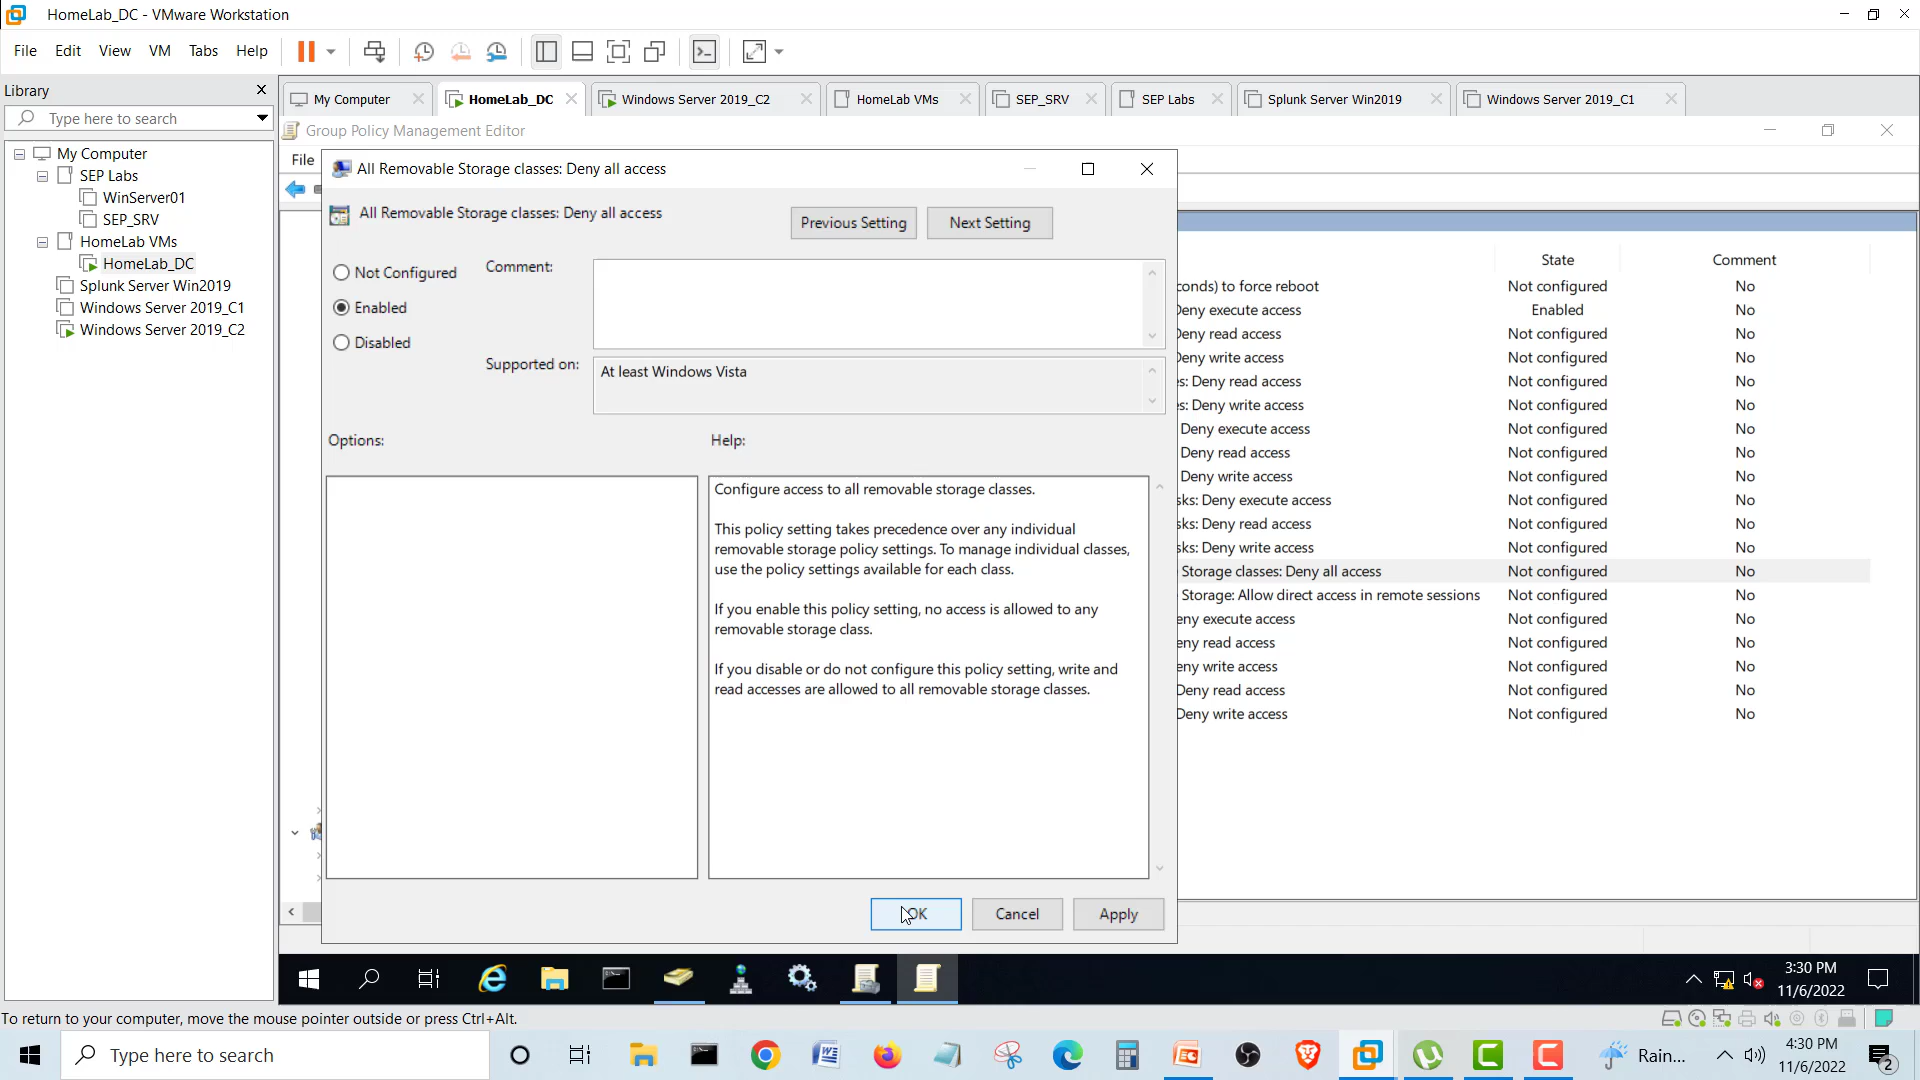 HomeLab_DC - VMware Workstation
File Edit View VM Tabs Help
Library
Type here to search
My Computer
SEP Labs
WinServer01
SEP_SRV
HomeLab VMs
HomeLab_DC
Splunk Server Win2019
Windows Server 2019_C1
Windows Server 2019_C2
My Computer HomeLab_DC Windows Server 2019_C2 HomeLab VMs SEP_SRV SEP Labs Splunk Server Win2019 Windows Server 2019_C1
Group Policy Management Editor
File
All Removable Storage classes: Deny all access
All Removable Storage classes: Deny all access
Previous Setting Next Setting
Not Configured
Enabled
Disabled
Comment:
Supported on:
At least Windows Vista
Options:
Help:
Configure access to all removable storage classes.
This policy setting takes precedence over any individual
removable storage policy settings. To manage individual classes,
use the policy settings available for each class.
If you enable this policy setting, no access is allowed to any
removable storage class.
If you disable or do not configure this policy setting, write and
read accesses are allowed to all removable storage classes.
OK Cancel Apply
State Comment
conds) to force reboot Not configured No
Deny execute access Enabled No
Deny read access Not configured No
Deny write access Not configured No
s: Deny read access Not configured No
s: Deny write access Not configured No
Deny execute access Not configured No
Deny read access Not configured No
Deny write access Not configured No
sks: Deny execute access Not configured No
sks: Deny read access Not configured No
sks: Deny write access Not configured No
Storage classes: Deny all access Not configured No
Storage: Allow direct access in remote sessions Not configured No
eny execute access Not configured No
eny read access Not configured No
eny write access Not configured No
Deny read access Not configured No
Deny write access Not configured No
3:30 PM
11/6/2022
To return to your computer, move the mouse pointer outside or press Ctrl+Alt.
Type here to search
Rain...
4:30 PM
11/6/2022
2